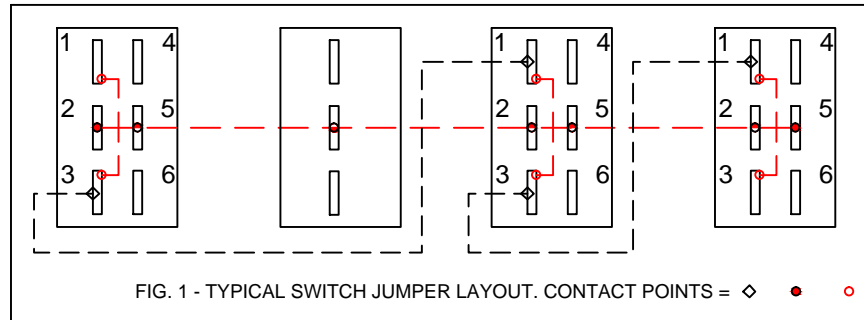 1 4 1 4 1 4
2 5 2 5 2 5
3 6 3 6 3 6
FIG. 1 - TYPICAL SWITCH JUMPER LAYOUT. CONTACT POINTS =